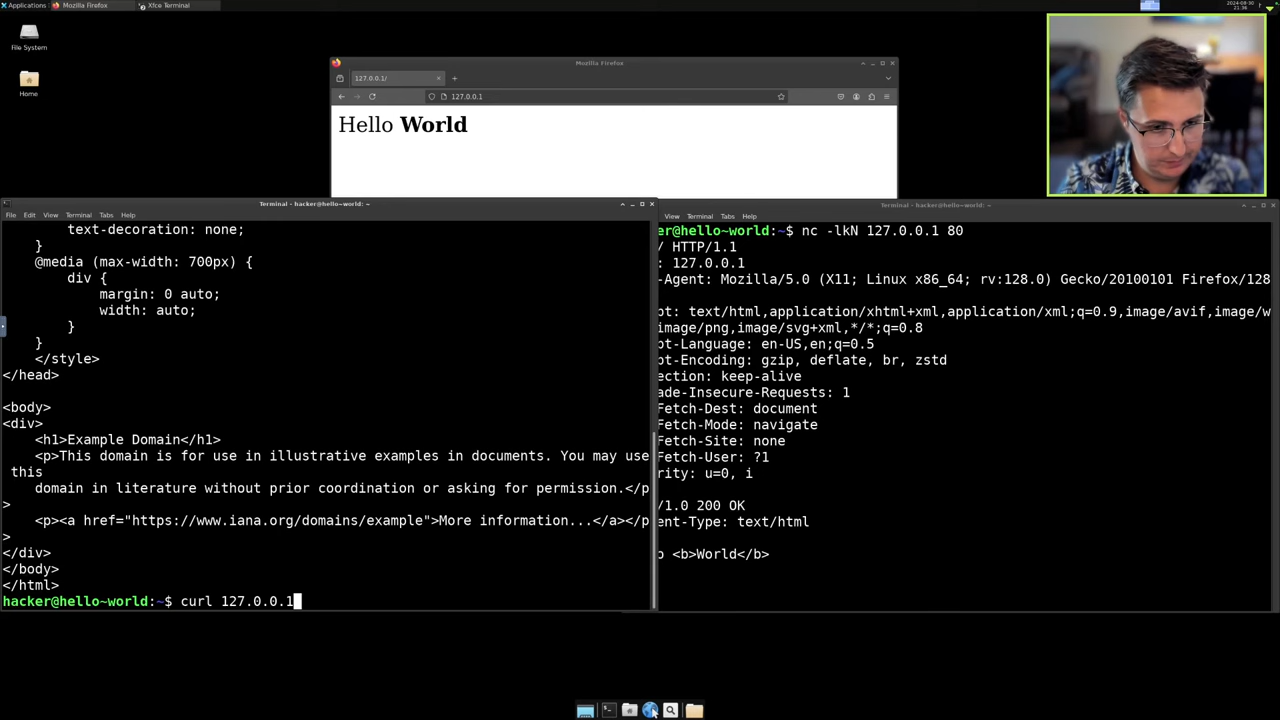 Applications
Mozilla Firefox
Xfce Terminal
2024-08-30
21:36
File System
Home
Mozilla Firefox
127.0.0.1/
127.0.0.1
Hello World
Terminal - hacker@hello~world: ~
File Edit View Terminal Tabs Help
text-decoration: none;
}
@media (max-width: 700px) {
div {
margin: 0 auto;
width: auto;
}
}
</style>
</head>
<body>
<div>
<h1>Example Domain</h1>
<p>This domain is for use in illustrative examples in documents. You may use
this
domain in literature without prior coordination or asking for permission.</p
>
<p><a href="https://www.iana.org/domains/example">More information...</a></p
>
</div>
</body>
</html>
hacker@hello~world:~$ curl 127.0.0.1
Terminal - hacker@hello~world: ~
View Terminal Tabs Help
er@hello~world:~$ nc -lkN 127.0.0.1 80
/ HTTP/1.1
: 127.0.0.1
-Agent: Mozilla/5.0 (X11; Linux x86_64; rv:128.0) Gecko/20100101 Firefox/128
pt: text/html,application/xhtml+xml,application/xml;q=0.9,image/avif,image/w
image/png,image/svg+xml,*/*;q=0.8
pt-Language: en-US,en;q=0.5
pt-Encoding: gzip, deflate, br, zstd
ection: keep-alive
ade-Insecure-Requests: 1
Fetch-Dest: document
Fetch-Mode: navigate
Fetch-Site: none
Fetch-User: ?1
rity: u=0, i
/1.0 200 OK
ent-Type: text/html
o <b>World</b>